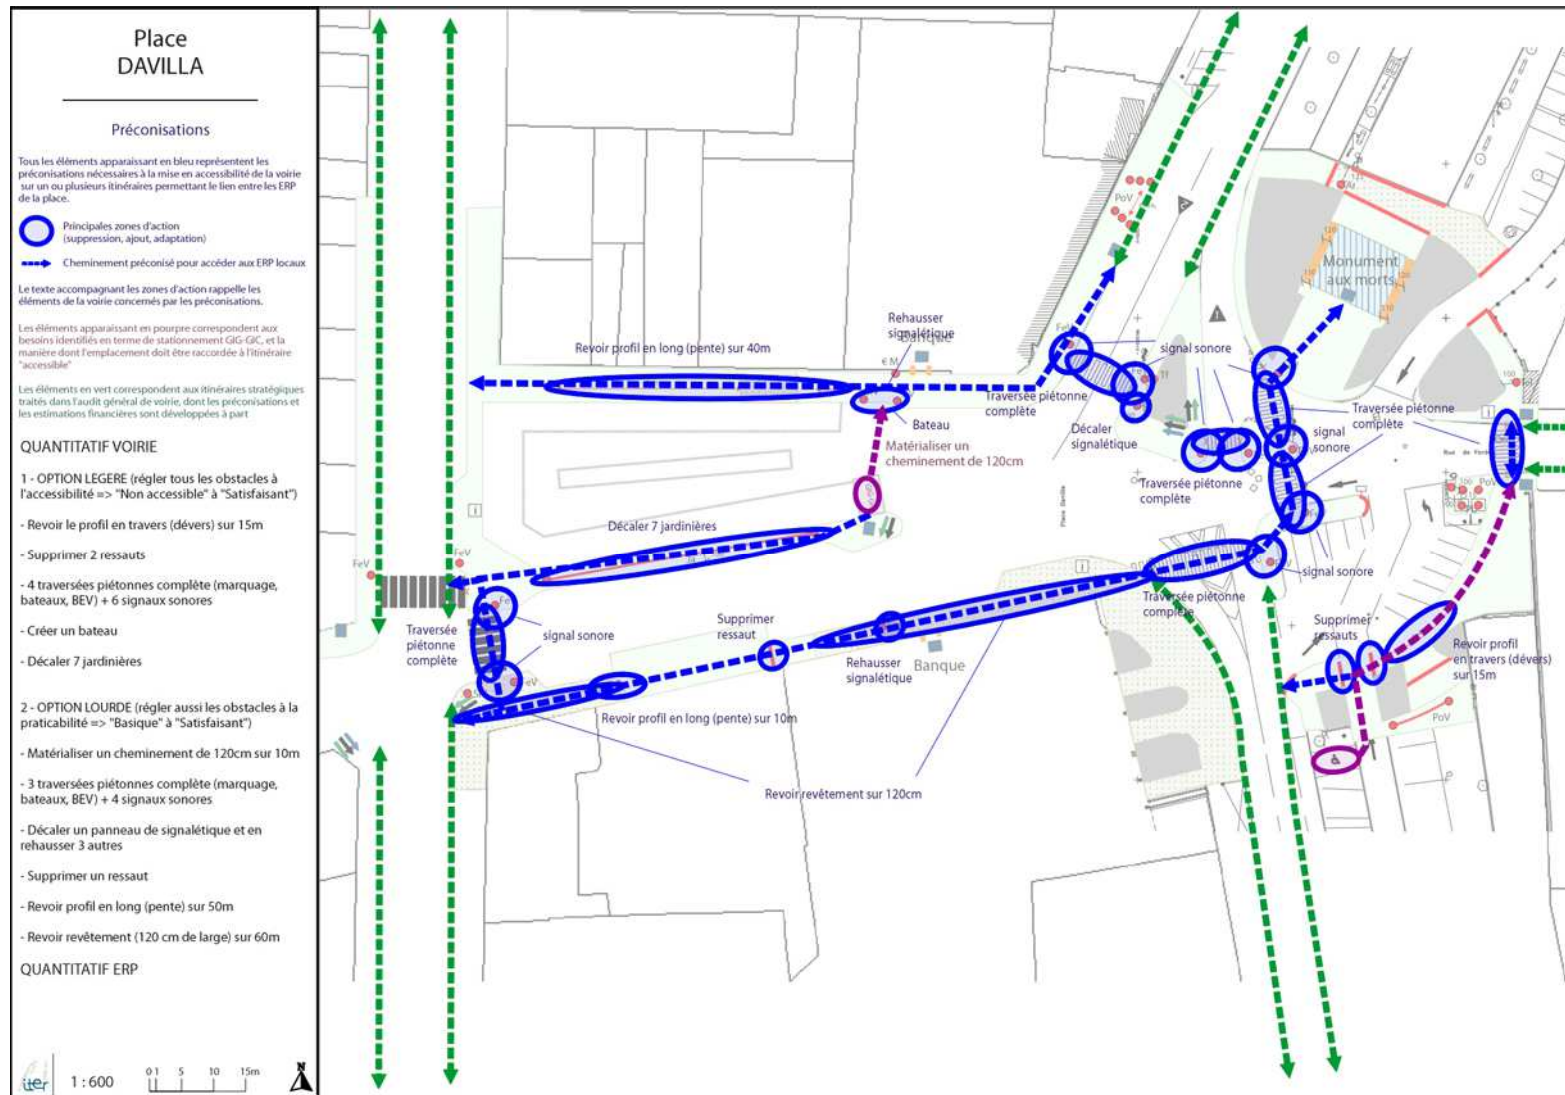 Place
DAVILLA
Préconisations
Tous les éléments apparaissant en bleu représentent les
préconisations nécessaires à la mise en accessibilité de la voirie
sur un ou plusieurs itinéraires permettant le lien entre les ERP
de la place.
Principales zones d'action
(suppression, ajout, adaptation)
Cheminement préconisé pour accéder aux ERP locaux
Le texte accompagnant les zones d'action rappelle les
éléments de la voirie concernés par les préconisations.
Les éléments apparaissant en pourpre correspondent aux
besoins identifiés en terme de stationnement GIG-GIC, et la
manière dont l'emplacement doit être raccordée à l'itinéraire
"accessible"
Les éléments en vert correspondent aux itinéraires stratégiques
traités dans l'audit général de voirie, dont les préconisations et
les estimations financières sont développées à part
QUANTITATIF VOIRIE
1 - OPTION LEGERE (régler tous les obstacles à
l'accessibilité => "Non accessible" à "Satisfaisant")
- Revoir le profil en travers (dévers) sur 15m
- Supprimer 2 ressauts
- 4 traversées piétonnes complète (marquage,
bateaux, BEV) + 6 signaux sonores
- Créer un bateau
- Décaler 7 jardinières
2 - OPTION LOURDE (régler aussi les obstacles à la
praticabilité => "Basique" à "Satisfaisant")
- Matérialiser un cheminement de 120cm sur 10m
- 3 traversées piétonnes complète (marquage,
bateaux, BEV) + 4 signaux sonores
- Décaler un panneau de signalétique et en
rehausser 3 autres
- Supprimer un ressaut
- Revoir profil en long (pente) sur 50m
- Revoir revêtement (120 cm de large) sur 60m
QUANTITATIF ERP
iter
1 : 600
0 1 5 10 15m
N
PoV
Monument
aux morts
Rehausser
signalétique
Banque
Revoir profil en long (pente) sur 40m
€ M
FeV
signal sonore
Traversée piétonne
complète
Bateau
Décaler
signalétique
Matérialiser un
cheminement de 120cm
Traversée piétonne
complète
signal
sonore
Traversée piétonne
complète
Place Davilla
PoV
Décaler 7 jardinières
FeV
FeV
signal sonore
Traversée piétonne
complète
Traversée
piétonne
complète
signal sonore
Supprimer
ressaut
Rehausser
signalétique
Banque
Supprimer
ressauts
Revoir profil
en travers (dévers)
sur 15m
PoV
Revoir profil en long (pente) sur 10m
Revoir revêtement sur 120cm